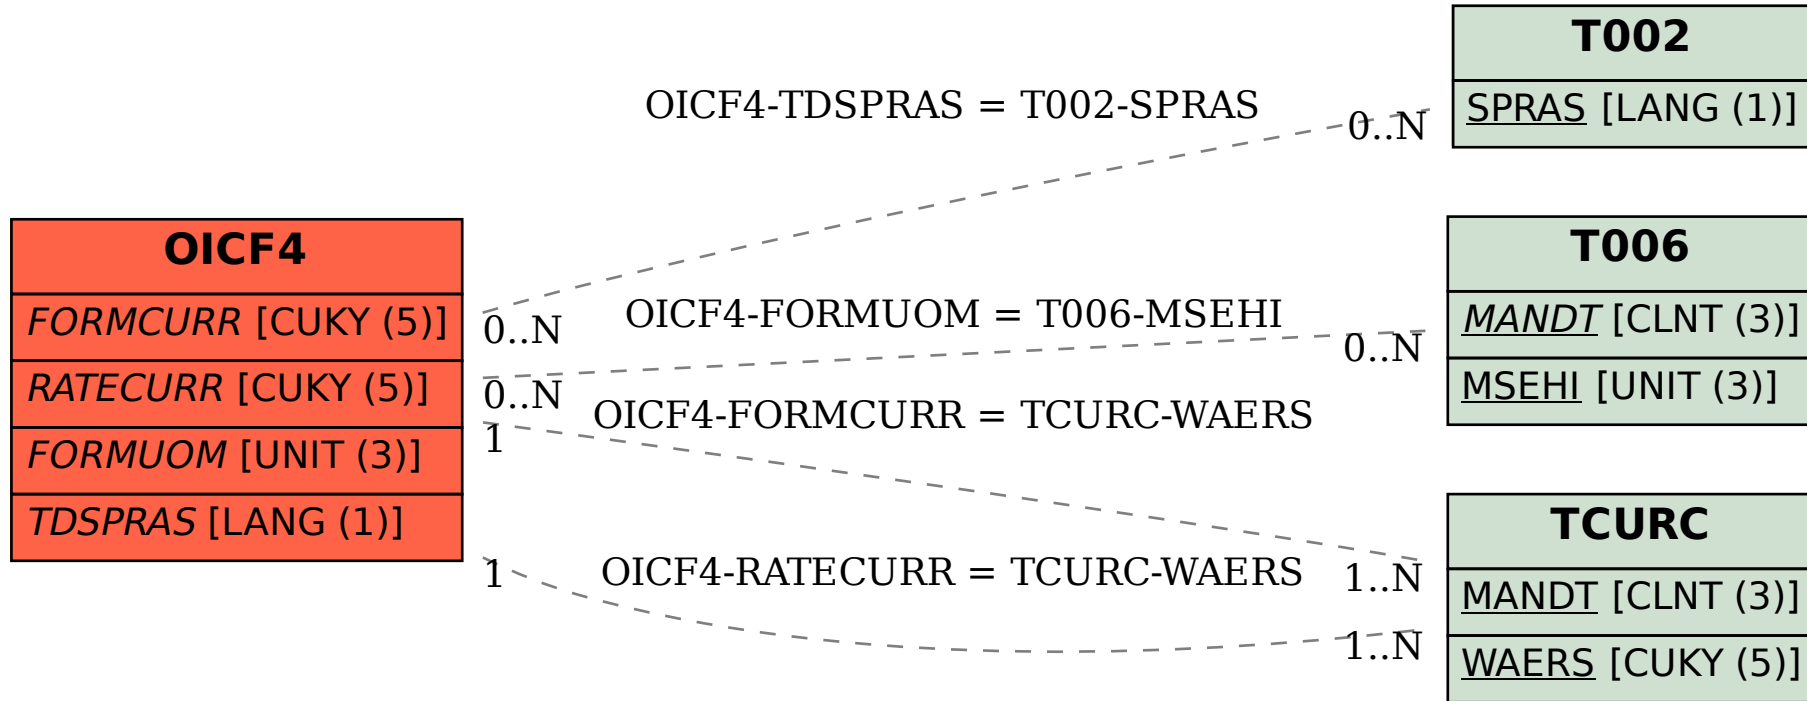 OICF4
FORMCURR [CUKY (5)]
RATECURR [CUKY (5)]
FORMUOM [UNIT (3)]
TDSPRAS [LANG (1)]
OICF4-TDSPRAS = T002-SPRAS
0..N
0..N
OICF4-FORMUOM = T006-MSEHI
0..N
0..N
OICF4-FORMCURR = TCURC-WAERS
1
1..N
OICF4-RATECURR = TCURC-WAERS
1
1..N
T002
SPRAS [LANG (1)]
T006
MANDT [CLNT (3)]
MSEHI [UNIT (3)]
TCURC
MANDT [CLNT (3)]
WAERS [CUKY (5)]